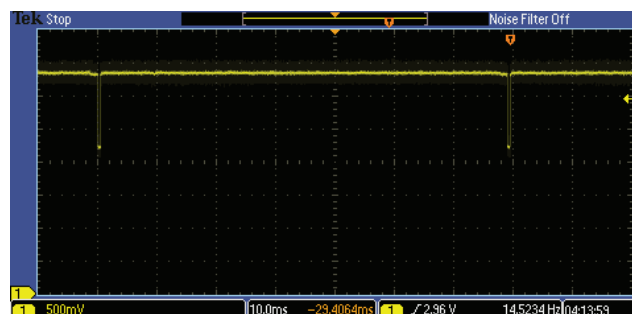 Tek Stop Noise Filter Off
T
T
1
1 500mV 10.0ms -29.4064ms 1 2.96 V 14.5234 Hz 04:13:59